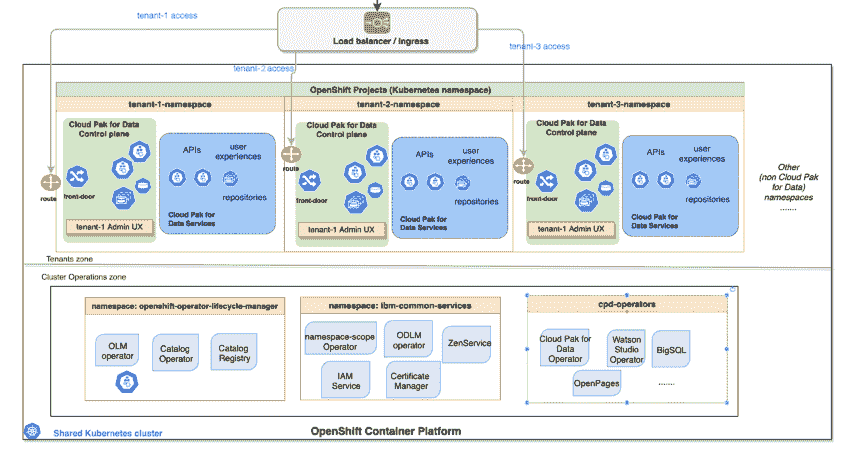 tenant-1 access
Load balancer / Ingress
tenant-2 access
tenant-3 access
OpenShift Projects (Kubernetes namespace)
tenant-1-namespace
tenant-2-namespace
tenant-3-namespace
Cloud Pak for Data
Control plane
APIs
user
experiences
repositories
front-door
route
tenant-1 Admin UX
Cloud Pak for
Data Services
Cloud Pak for Data
Control plane
APIs
user
experiences
repositories
front-door
route
tenant-1 Admin UX
Cloud Pak for
Data Services
Cloud Pak for Data
Control plane
APIs
user
experiences
repositories
front-door
route
tenant-1 Admin UX
Cloud Pak for
Data Services
Other
(non Cloud Pak
for Data)
namespaces
.......
Tenants zone
Cluster Operations zone
namespace: openshift-operator-lifecycle-manager
OLM
operator
Catalog
Operator
Catalog
Registry
namespace: ibm-common-services
namespace-scope
Operator
ODLM
operator
ZenService
IAM
Service
Certificate
Manager
cpd-operators
Cloud Pak for
Data
Operator
Watson
Studio
Operator
BigSQL
OpenPages
.......
Shared Kubernetes cluster
OpenShift Container Platform